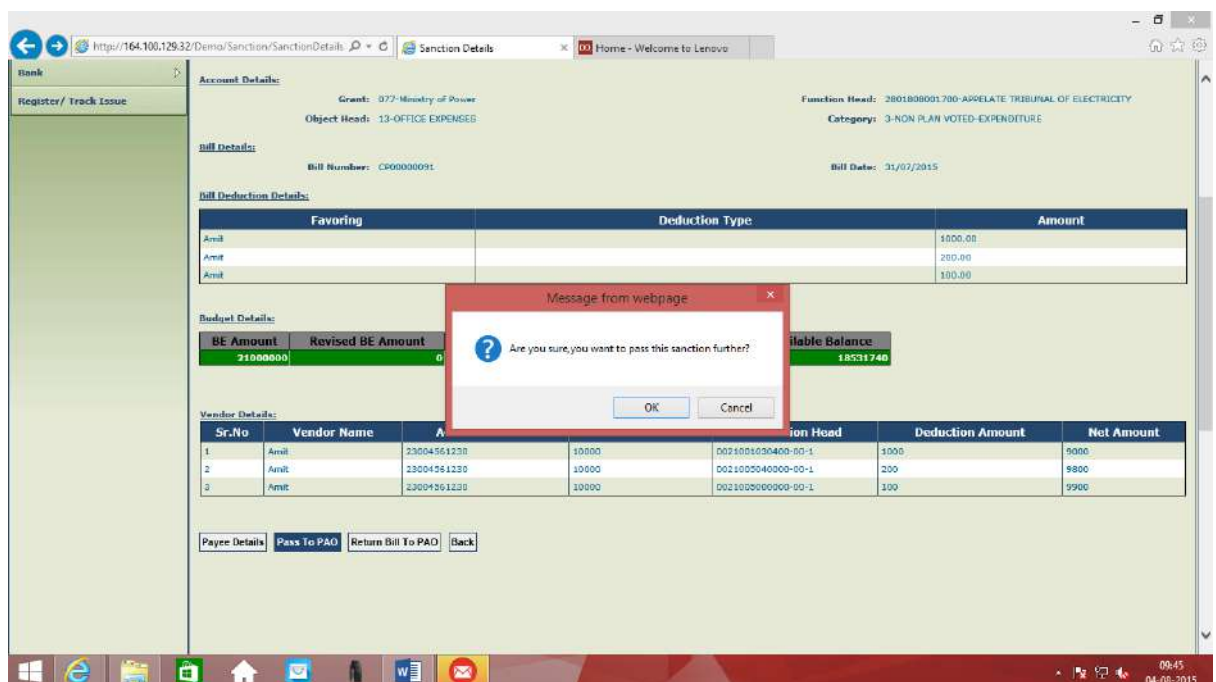 http://164.100.129.32/Demo/Sanction/SanctionDetails
Sanction Details
Home - Welcome to Lenovo
Bank
Register/ Track Issue
Account Details:
Grant: 077-Ministry of Power Function Head: 2801808001700-APPELATE TRIBUNAL OF ELECTRICITY
Object Head: 13-OFFICE EXPENSES Category: 3-NON PLAN VOTED-EXPENDITURE
Bill Details:
Bill Number: CP00000091 Bill Date: 31/07/2015
Bill Deduction Details:
Favoring Deduction Type Amount
Amit 1000.00
Amit 200.00
Amit 100.00
Message from webpage
Are you sure,you want to pass this sanction further?
OK Cancel
Budget Details:
BE Amount Revised BE Amount ilable Balance
21000000 0 18531740
Vendor Details:
Sr.No Vendor Name A ion Head Deduction Amount Net Amount
1 Amit 23004561230 10000 0021001030400-00-1 1000 9000
2 Amit 23004561230 10000 0021005040000-00-1 200 9800
3 Amit 23004561230 10000 0021005000000-00-1 100 9900
Payee Details Pass To PAO Return Bill To PAO Back
09:45
04-08-2015